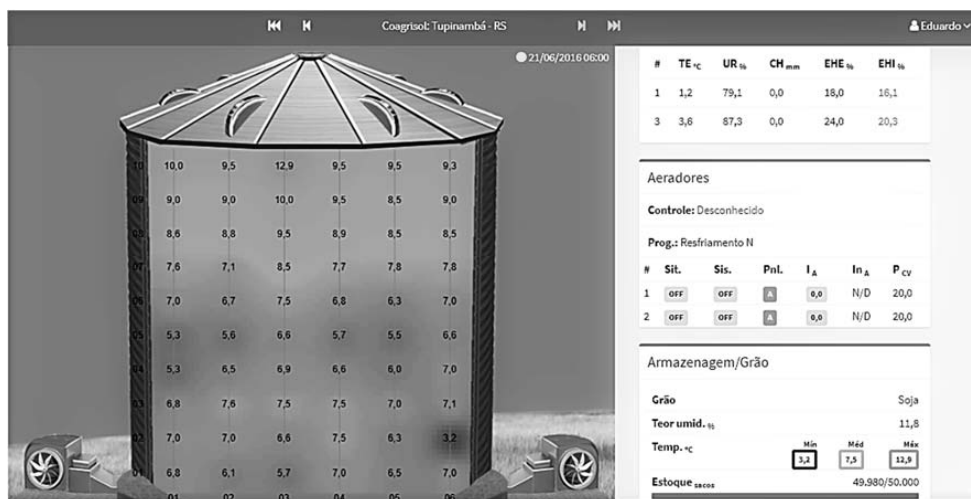 Coagrisol: Tupinambá - RS
Eduardo
21/06/2016 06:00
# TE °C UR % CH mm EHE % EHI %
1 1,2 79,1 0,0 18,0 16,1
3 3,6 87,3 0,0 24,0 20,3
Aeradores
Controle: Desconhecido
Prog.: Resfriamento N
# Sit. Sis. Pnl. I A In A P CV
1 OFF OFF A 0,0 N/D 20,0
2 OFF OFF A 0,0 N/D 20,0
Armazenagem/Grão
Grão Soja
Teor umid. % 11,8
Temp. °C Mín 3,2 Méd 7,5 Máx 12,9
Estoque sacos 49.980/50.000
10 10,0 9,5 12,9 9,5 9,5 9,3
09 9,0 9,0 10,0 9,5 8,5 9,0
08 8,6 8,8 9,5 8,9 8,5 8,5
07 7,6 7,1 8,5 7,7 7,8 7,8
06 7,0 6,7 7,5 6,8 6,3 7,0
05 5,3 5,6 6,6 5,7 5,5 6,6
04 5,3 6,5 6,9 6,6 6,0 7,0
03 6,8 7,6 7,5 7,5 7,0 7,1
02 7,0 7,0 6,6 7,5 6,3 3,2
01 6,8 6,1 5,7 7,0 6,5 7,0
01 02 03 04 05 06